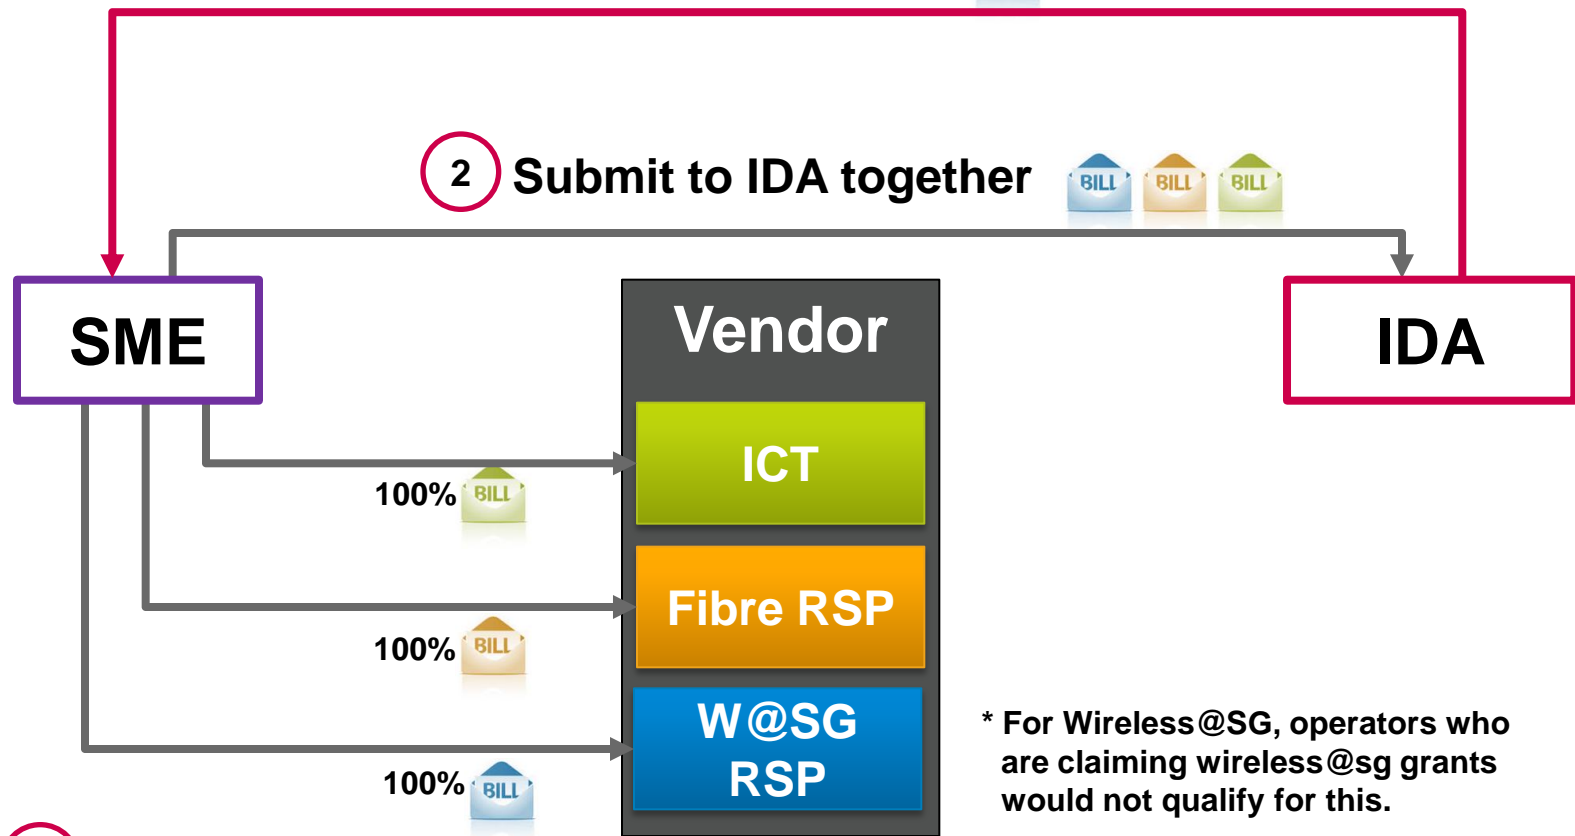 2 Submit to IDA together BILL BILL BILL
SME
Vendor
IDA
ICT
100% BILL
Fibre RSP
100% BILL
W@SG
RSP
100% BILL
* For Wireless@SG, operators who
are claiming wireless@sg grants
would not qualify for this.